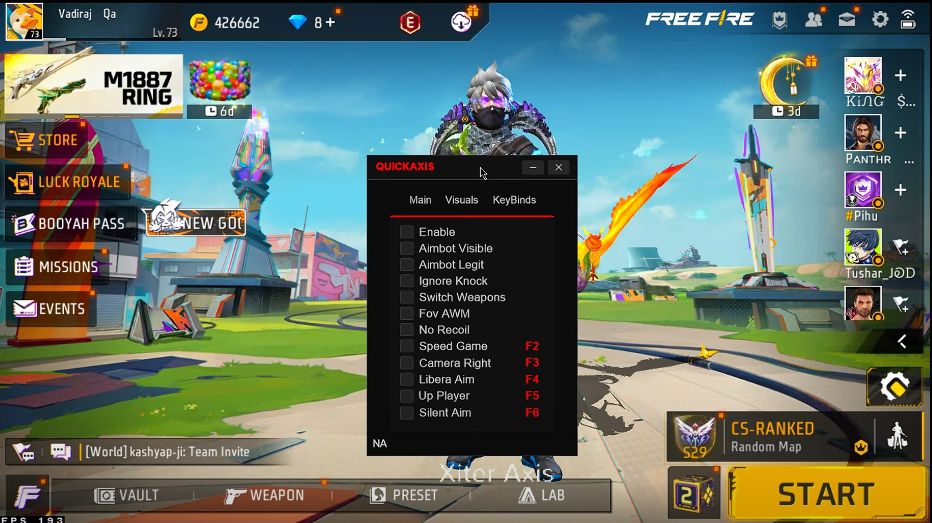 Vadiraj Qa
73
Lv. 73
426662
8+
E
FREE FIRE
M1887
RING
6d
3d
STORE
LUCK ROYALE
BOOYAH PASS
NEW GO!
MISSIONS
EVENTS
QUICKAXIS
Main Visuals KeyBinds
Enable
Aimbot Visible
Aimbot Legit
Ignore Knock
Switch Weapons
Fov AWM
No Recoil
Speed Game F2
Camera Right F3
Libera Aim F4
Up Player F5
Silent Aim F6
NA
KiNG $...
PANTHR ...
#Pihu
Tushar_JOD
[World] kashyap-ji: Team Invite
Xiter Axis
CS-RANKED
Random Map
S29
VAULT
WEAPON
PRESET
LAB
2
START
FPS 193